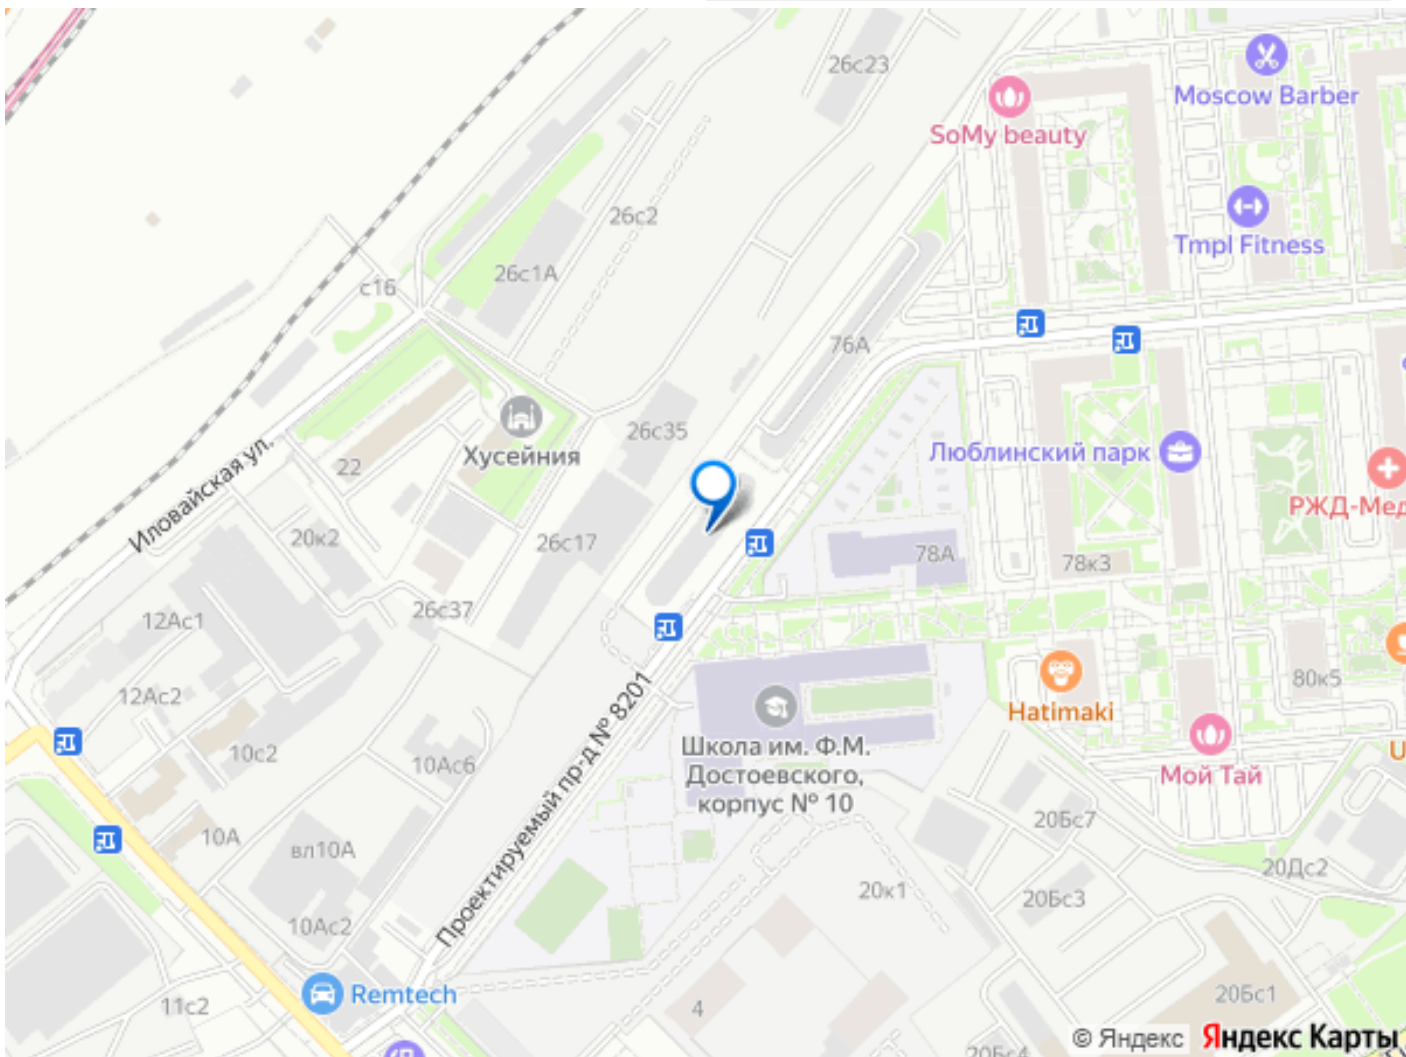 26с23
Moscow Barber
SoMy beauty
26с2
Tmpl Fitness
26с1А
с16
76А
26с35
Хусейния
Люблинский парк
22
Иловайская ул.
РЖД-Мед
20к2
26с17
78А
78к3
26с37
12Ас1
80к5
12Ас2
Hatimaki
10с2
10Ас6
Школа им. Ф.М.
Достоевского,
корпус № 10
Мой Тай
U
Проектируемый пр-д № 8201
20Бс7
10А
вл10А
20Дс2
20к1
20Бс3
10Ас2
Remtech
11с2
4
20Бс1
20Бс4
© Яндекс Яндекс Карты